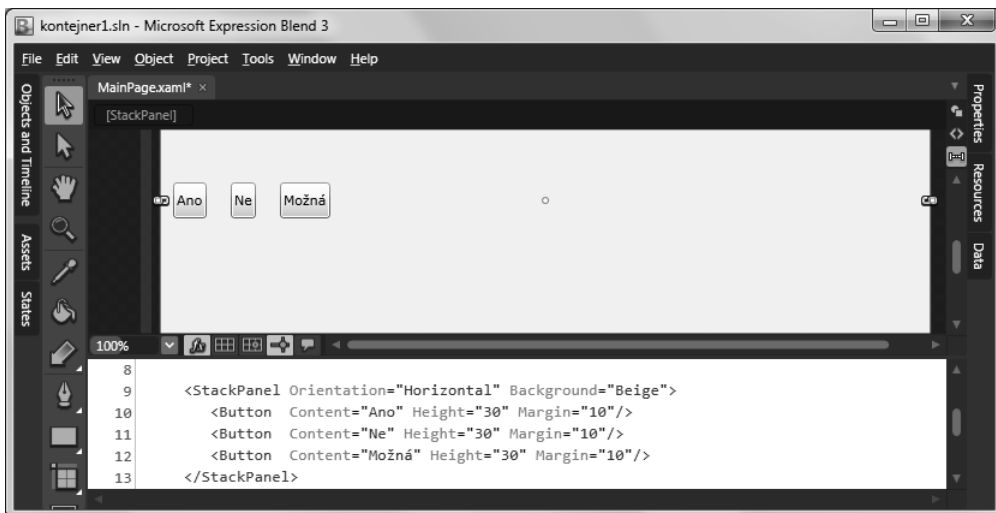 kontejner1.sln - Microsoft Expression Blend 3
File Edit View Object Project Tools Window Help
Objects and Timeline
Assets
States
MainPage.xaml* ×
[StackPanel]
Ano Ne Možná
Properties
Resources
Data
100%
8
9 <StackPanel Orientation="Horizontal" Background="Beige">
10 <Button Content="Ano" Height="30" Margin="10"/>
11 <Button Content="Ne" Height="30" Margin="10"/>
12 <Button Content="Možná" Height="30" Margin="10"/>
13 </StackPanel>